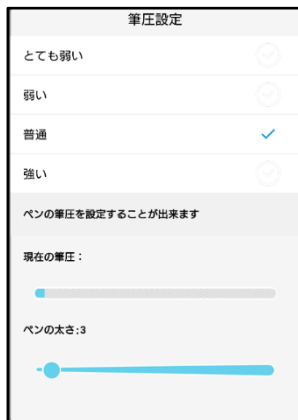 筆圧設定
とても弱い
弱い
普通
強い
ペンの筆圧を設定することが出来ます
現在の筆圧：
ペンの太さ:3